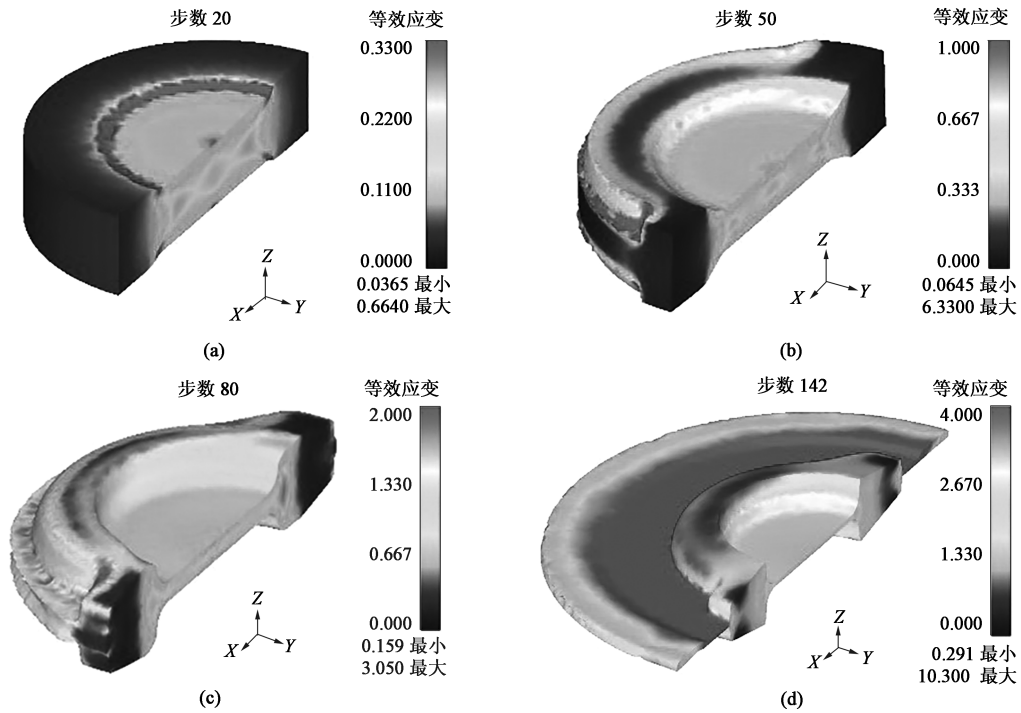 步数 20
等效应变
0.3300
0.2200
0.1100
0.0000
0.0365 最小
0.6640 最大
Z
X
Y
(a)
步数 50
等效应变
1.000
0.667
0.333
0.000
0.0645 最小
6.3300 最大
Z
X
Y
(b)
步数 80
等效应变
2.000
1.330
0.667
0.000
0.159 最小
3.050 最大
Z
X
Y
(c)
步数 142
等效应变
4.000
2.670
1.330
0.000
0.291 最小
10.300 最大
Z
X
Y
(d)